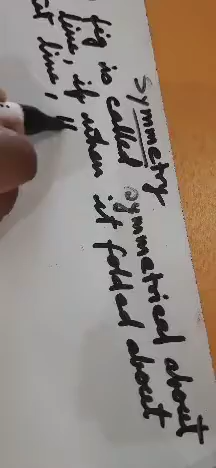 Symmetry
fig is called symmetrical about
line, if when it folded about
line,